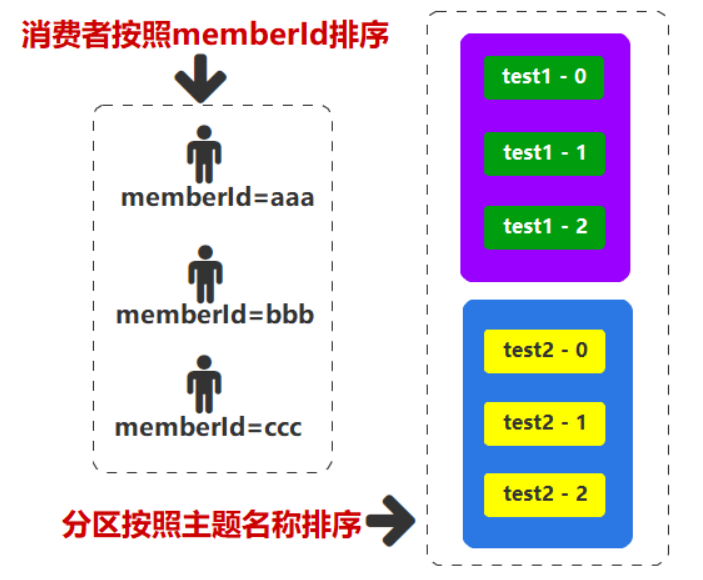 消费者按照memberId排序
memberId=aaa
memberId=bbb
memberId=ccc
分区按照主题名称排序
test1 - 0
test1 - 1
test1 - 2
test2 - 0
test2 - 1
test2 - 2